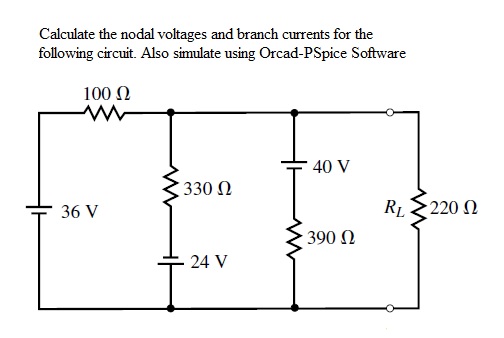 Calculate the nodal voltages and branch currents for the
following circuit. Also simulate using Orcad-PSpice Software
100 Ω
40 V
330 Ω
36 V
R_L
220 Ω
390 Ω
24 V